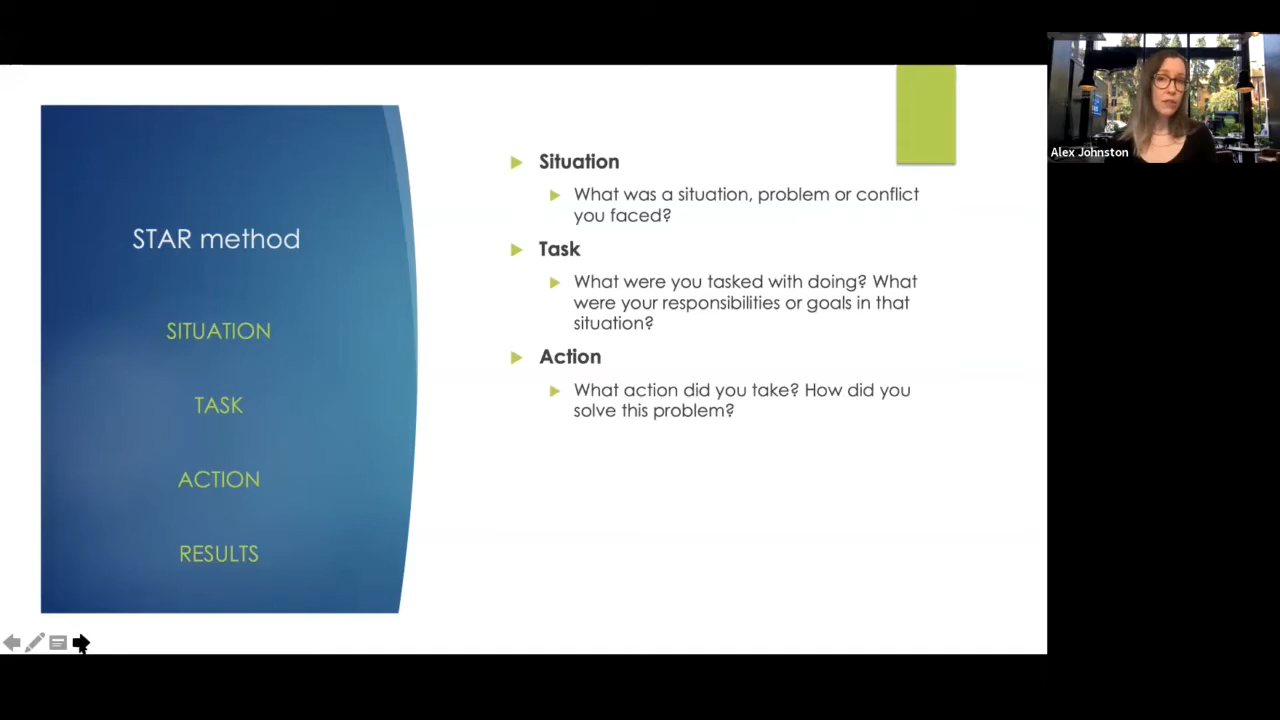 STAR method
SITUATION
TASK
ACTION
RESULTS
Situation
What was a situation, problem or conflict
you faced?
Task
What were you tasked with doing? What
were your responsibilities or goals in that
situation?
Action
What action did you take? How did you
solve this problem?
Alex Johnston